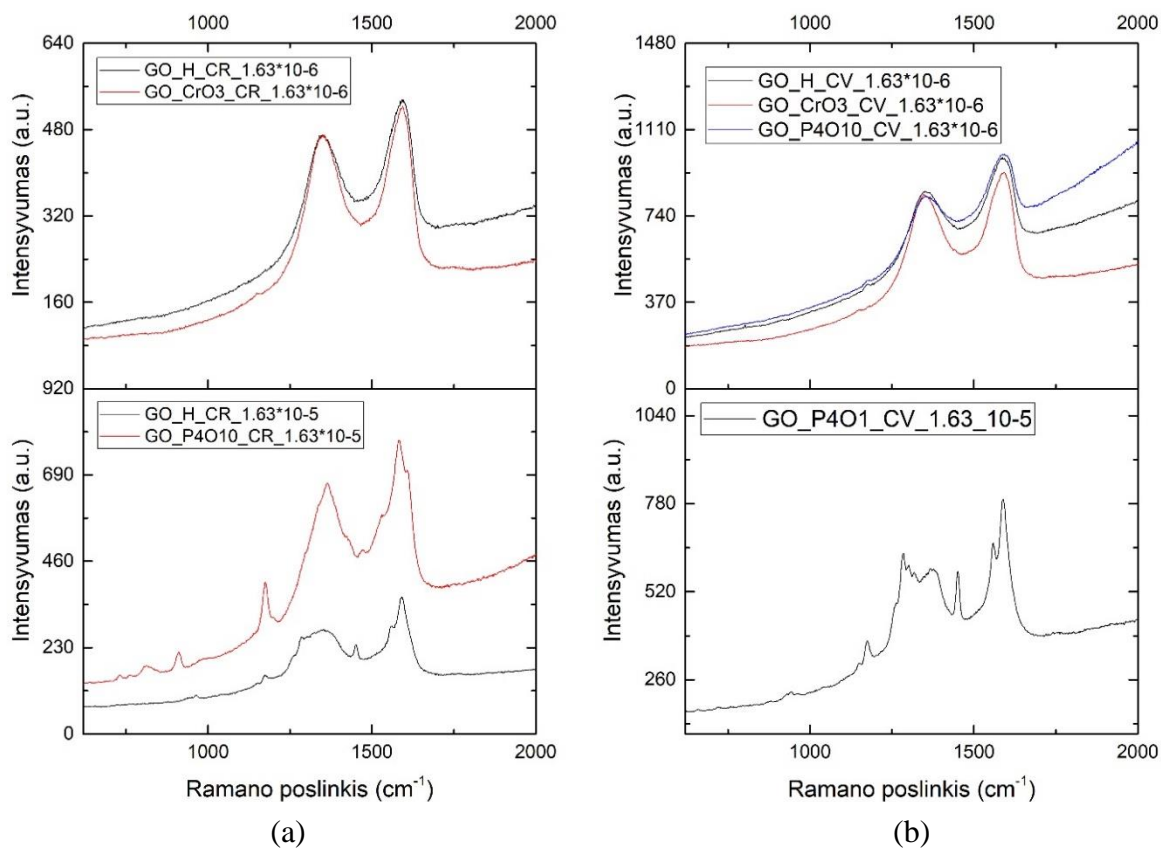 1000 1500 2000
640
480
320
160
920
Intensyvumas (a.u.)
GO_H_CR_1.63*10-6
GO_CrO3_CR_1.63*10-6
690
460
230
0
Intensyvumas (a.u.)
GO_H_CR_1.63*10-5
GO_P4O10_CR_1.63*10-5
1000 1500 2000
Ramano poslinkis (cm⁻¹)
(a)
1000 1500 2000
1480
1110
740
370
0
Intensyvumas (a.u.)
GO_H_CV_1.63*10-6
GO_CrO3_CV_1.63*10-6
GO_P4O10_CV_1.63*10-6
1040
780
520
260
Intensyvumas (a.u.)
GO_P4O1_CV_1.63_10-5
1000 1500 2000
Ramano poslinkis (cm⁻¹)
(b)